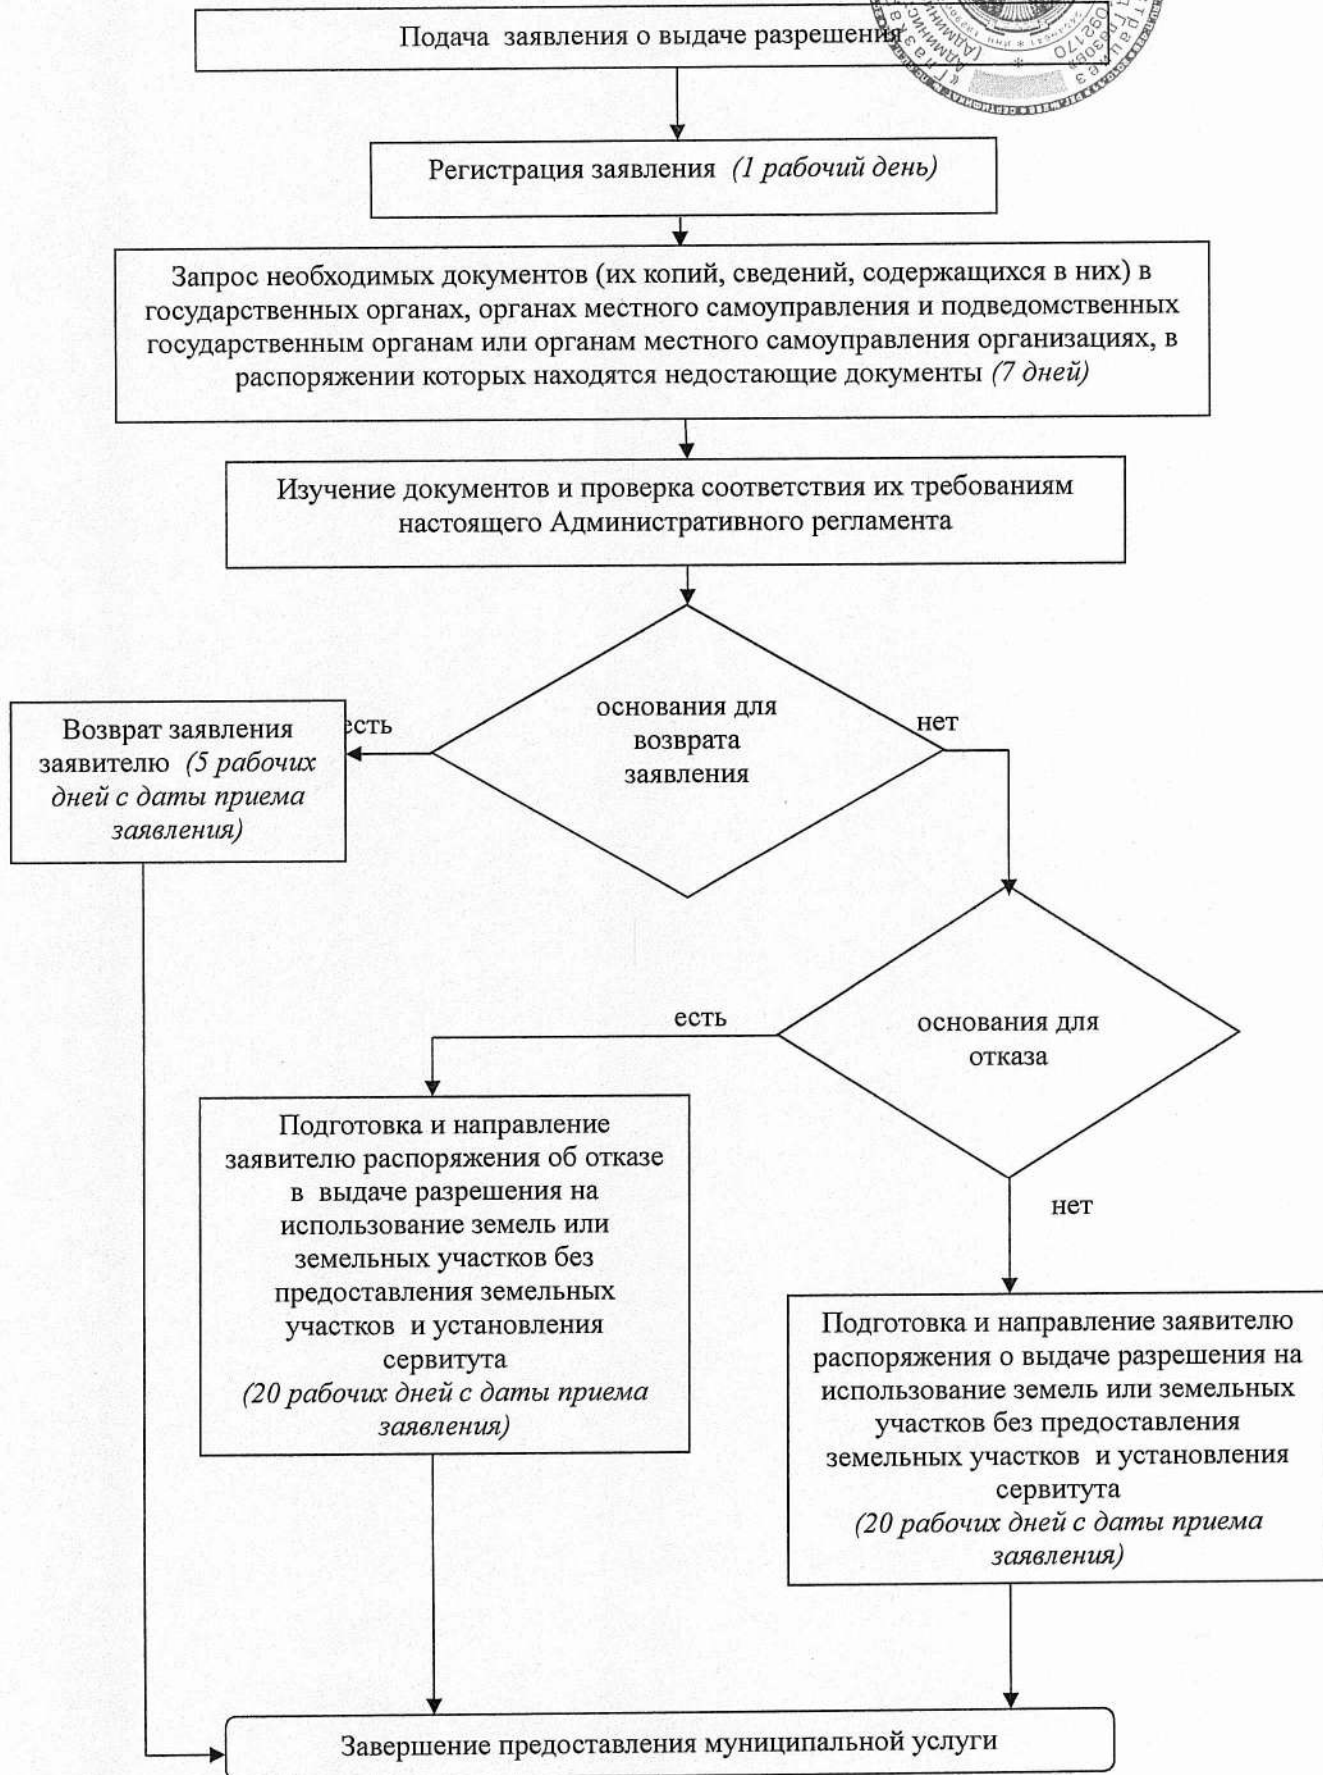 Подача заявления о выдаче разрешения
Регистрация заявления (1 рабочий день)
Запрос необходимых документов (их копий, сведений, содержащихся в них) в
государственных органах, органах местного самоуправления и подведомственных
государственным органам или органам местного самоуправления организациях, в
распоряжении которых находятся недостающие документы (7 дней)
Изучение документов и проверка соответствия их требованиям
настоящего Административного регламента
основания для
возврата
заявления
есть
нет
Возврат заявления
заявителю (5 рабочих
дней с даты приема
заявления)
основания для
отказа
есть
нет
Подготовка и направление
заявителю распоряжения об отказе
в выдаче разрешения на
использование земель или
земельных участков без
предоставления земельных
участков и установления
сервитута
(20 рабочих дней с даты приема
заявления)
Подготовка и направление заявителю
распоряжения о выдаче разрешения на
использование земель или земельных
участков без предоставления
земельных участков и установления
сервитута
(20 рабочих дней с даты приема
заявления)
Завершение предоставления муниципальной услуги